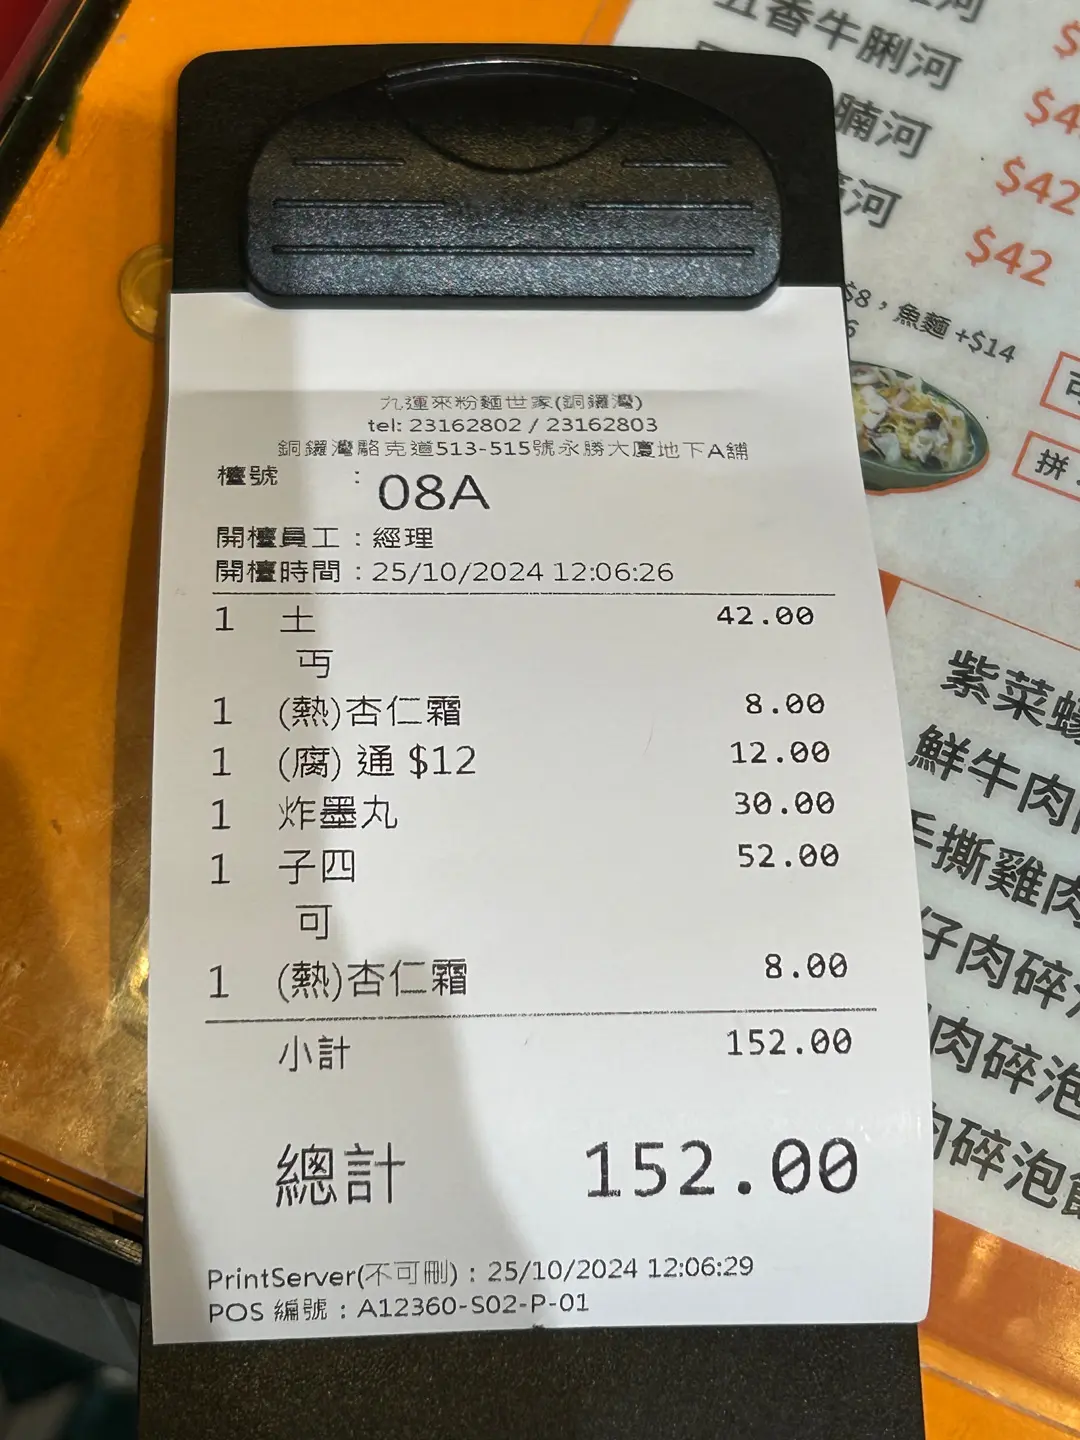 五香牛脷河
腩河
河
$4
$42
$42
$8，魚麵 +$14
拼
九運來粉麵世家(銅鑼灣)
tel: 23162802 / 23162803
銅鑼灣駱克道513-515號永勝大廈地下A舖
檯號 : 08A
開檯員工 : 經理
開檯時間 : 25/10/2024 12:06:26
1 土 42.00
丐
1 (熱)杏仁霜 8.00
1 (腐) 通 $12 12.00
1 炸墨丸 30.00
1 子四 52.00
可
1 (熱)杏仁霜 8.00
小計 152.00
總計 152.00
PrintServer(不可刪) : 25/10/2024 12:06:29
POS 編號 : A12360-S02-P-01
紫菜
鮮牛肉
手撕雞肉
仔肉碎
肉碎泡
肉碎泡